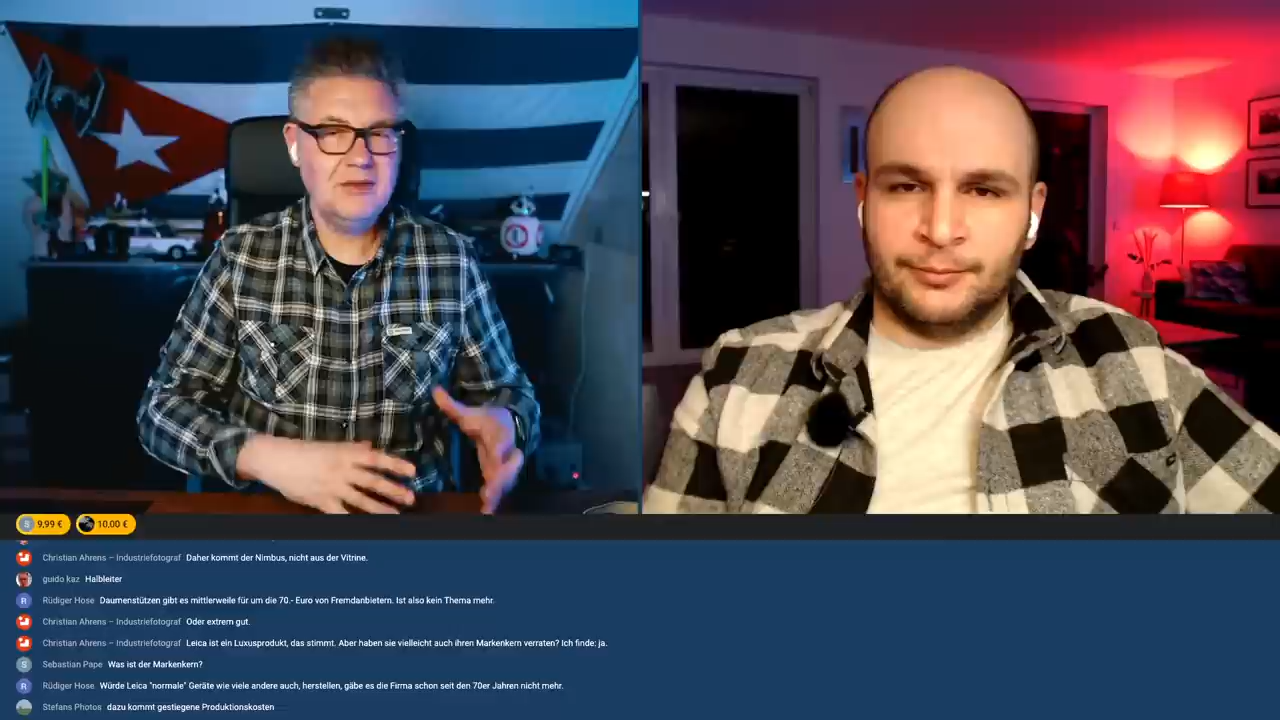 9,99 €
10,00 €
Christian Ahrens – Industriefotograf Daher kommt der Nimbus, nicht aus der Vitrine.
guido kaz Halbleiter
R Rüdiger Hose Daumenstützen gibt es mittlerweile für um die 70.- Euro von Fremdanbietern. Ist also kein Thema mehr.
Christian Ahrens – Industriefotograf Oder extrem gut.
Christian Ahrens – Industriefotograf Leica ist ein Luxusprodukt, das stimmt. Aber haben sie vielleicht auch ihren Markenkern verraten? Ich finde: ja.
S Sebastian Pape Was ist der Markenkern?
R Rüdiger Hose Würde Leica "normale" Geräte wie viele andere auch, herstellen, gäbe es die Firma schon seit den 70er Jahren nicht mehr.
Stefans Photos dazu kommt gestiegene Produktionskosten